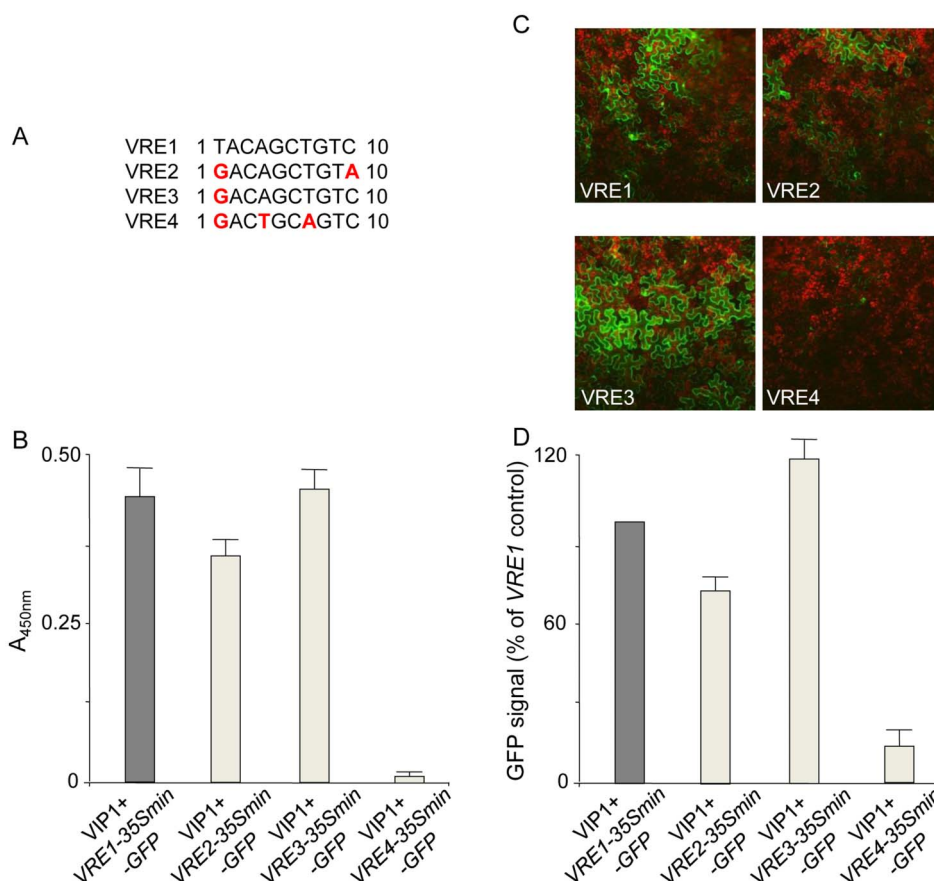 A
VRE1 1 TACAGCTGTC 10
VRE2 1 GACAGCTGTA 10
VRE3 1 GACAGCTGTC 10
VRE4 1 GACTGCAGTC 10
B
0.50
0.25
0
A450nm
VIP1+
VRE1-35Smin
-GFP
VIP1+
VRE2-35Smin
-GFP
VIP1+
VRE3-35Smin
-GFP
VIP1+
VRE4-35Smin
-GFP
C
VRE1
VRE2
VRE3
VRE4
D
120
60
0
GFP signal (% of VRE1 control)
VIP1+
VRE1-35Smin
-GFP
VIP1+
VRE2-35Smin
-GFP
VIP1+
VRE3-35Smin
-GFP
VIP1+
VRE4-35Smin
-GFP